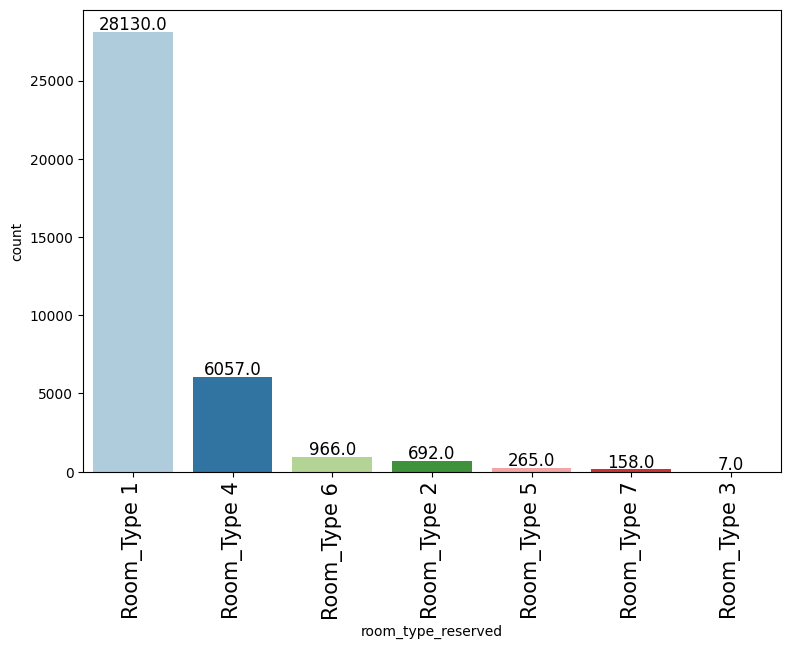 28130.0
6057.0
966.0
692.0
265.0
158.0
7.0
25000
20000
15000
10000
5000
0
count
Room_Type 1
Room_Type 4
Room_Type 6
Room_Type 2
Room_Type 5
Room_Type 7
Room_Type 3
room_type_reserved